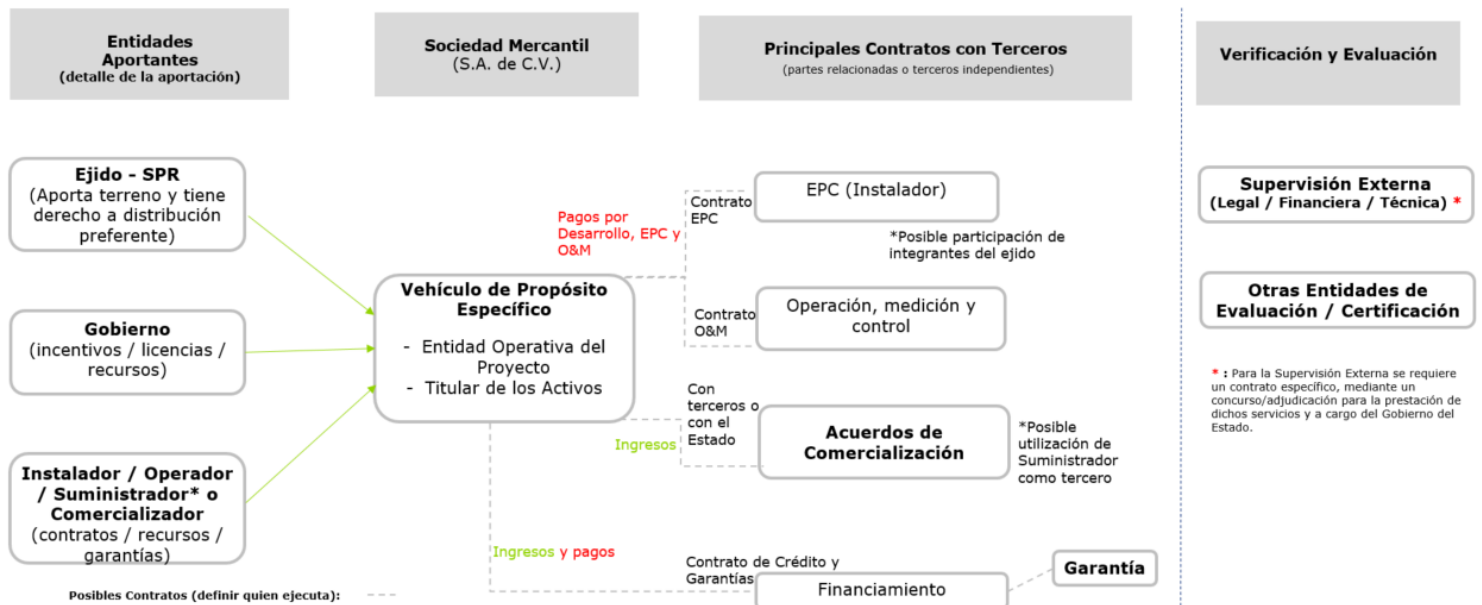 Entidades
Aportantes
(detalle de la aportación)
Sociedad Mercantil
(S.A. de C.V.)
Principales Contratos con Terceros
(partes relacionadas o terceros independientes)
Verificación y Evaluación
Ejido - SPR
(Aporta terreno y tiene
derecho a distribución
preferente)
Gobierno
(incentivos / licencias /
recursos)
Instalador / Operador
/ Suministrador* o
Comercializador
(contratos / recursos /
garantías)
Posibles Contratos (definir quien ejecuta):
Vehículo de Propósito
Específico
- Entidad Operativa del
Proyecto
- Titular de los Activos
Pagos por
Desarrollo, EPC y
O&M
Ingresos
Ingresos y pagos
Contrato
EPC
EPC (Instalador)
*Posible participación de
integrantes del ejido
Contrato
O&M
Operación, medición y
control
Con
terceros o
con el
Estado
Acuerdos de
Comercialización
*Posible
utilización de
Suministrador
como tercero
Contrato de Crédito y
Garantías
Financiamiento
Garantía
Supervisión Externa
(Legal / Financiera / Técnica) *
Otras Entidades de
Evaluación / Certificación
* : Para la Supervisión Externa se requiere
un contrato específico, mediante un
concurso/adjudicación para la prestación de
dichos servicios y a cargo del Gobierno del
Estado.